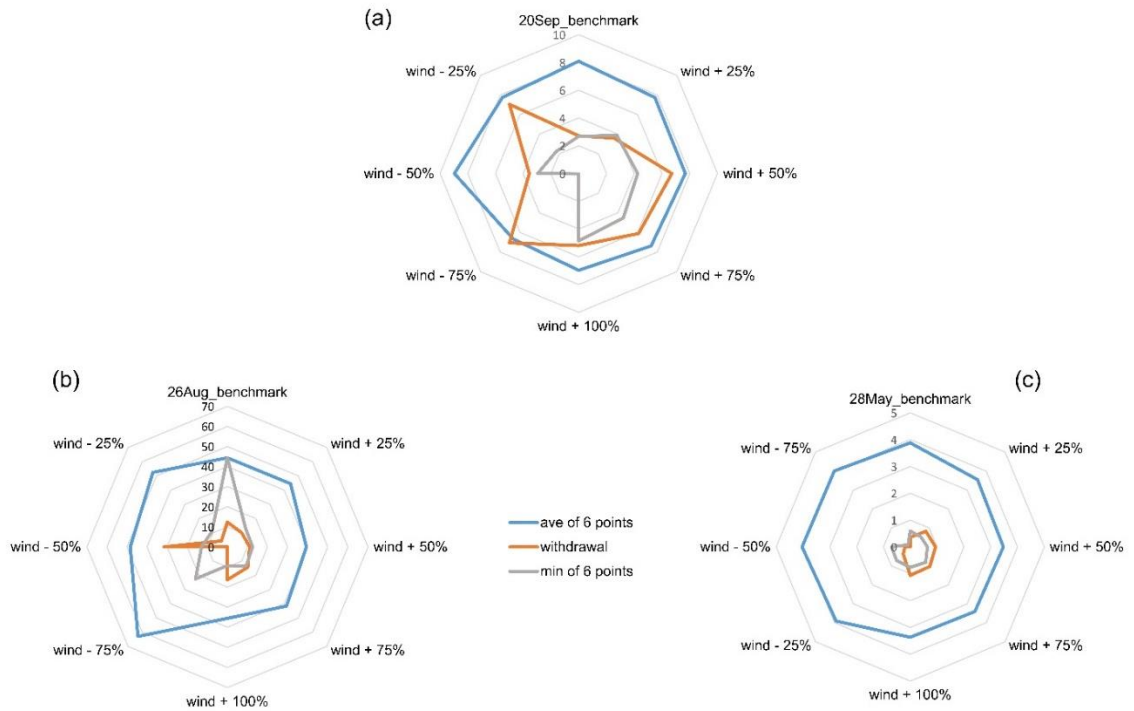 (a)
20Sep_benchmark
10
8
6
4
2
0
wind - 25%
wind + 25%
wind - 50%
wind + 50%
wind - 75%
wind + 75%
wind + 100%
(b)
26Aug_benchmark
70
60
50
40
30
20
10
0
wind - 25%
wind + 25%
wind - 50%
wind + 50%
wind - 75%
wind + 75%
wind + 100%
ave of 6 points
withdrawal
min of 6 points
(c)
28May_benchmark
5
4
3
2
1
0
wind - 75%
wind + 25%
wind - 50%
wind + 50%
wind - 25%
wind + 75%
wind + 100%